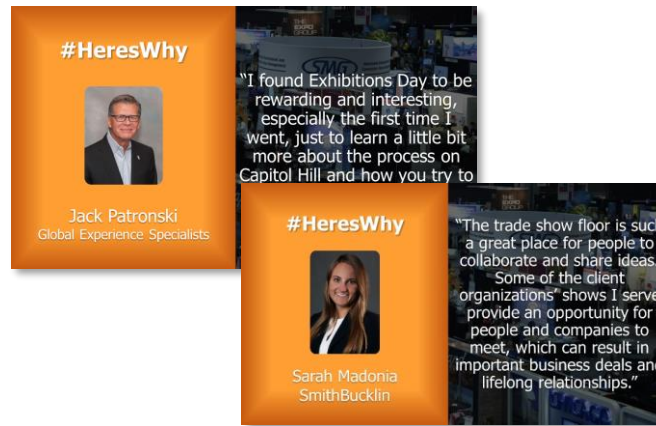 #HeresWhy
Jack Patronski
Global Experience Specialists
THE
EXPO
GROUP
SMG
"I found Exhibitions Day to be
rewarding and interesting,
especially the first time I
went, just to learn a little bit
more about the process on
Capitol Hill and how you try to
#HeresWhy
Sarah Madonia
SmithBucklin
"The trade show floor is such
a great place for people to
collaborate and share ideas.
Some of the client
organizations' shows I serve
provide an opportunity for
people and companies to
meet, which can result in
important business deals and
lifelong relationships."